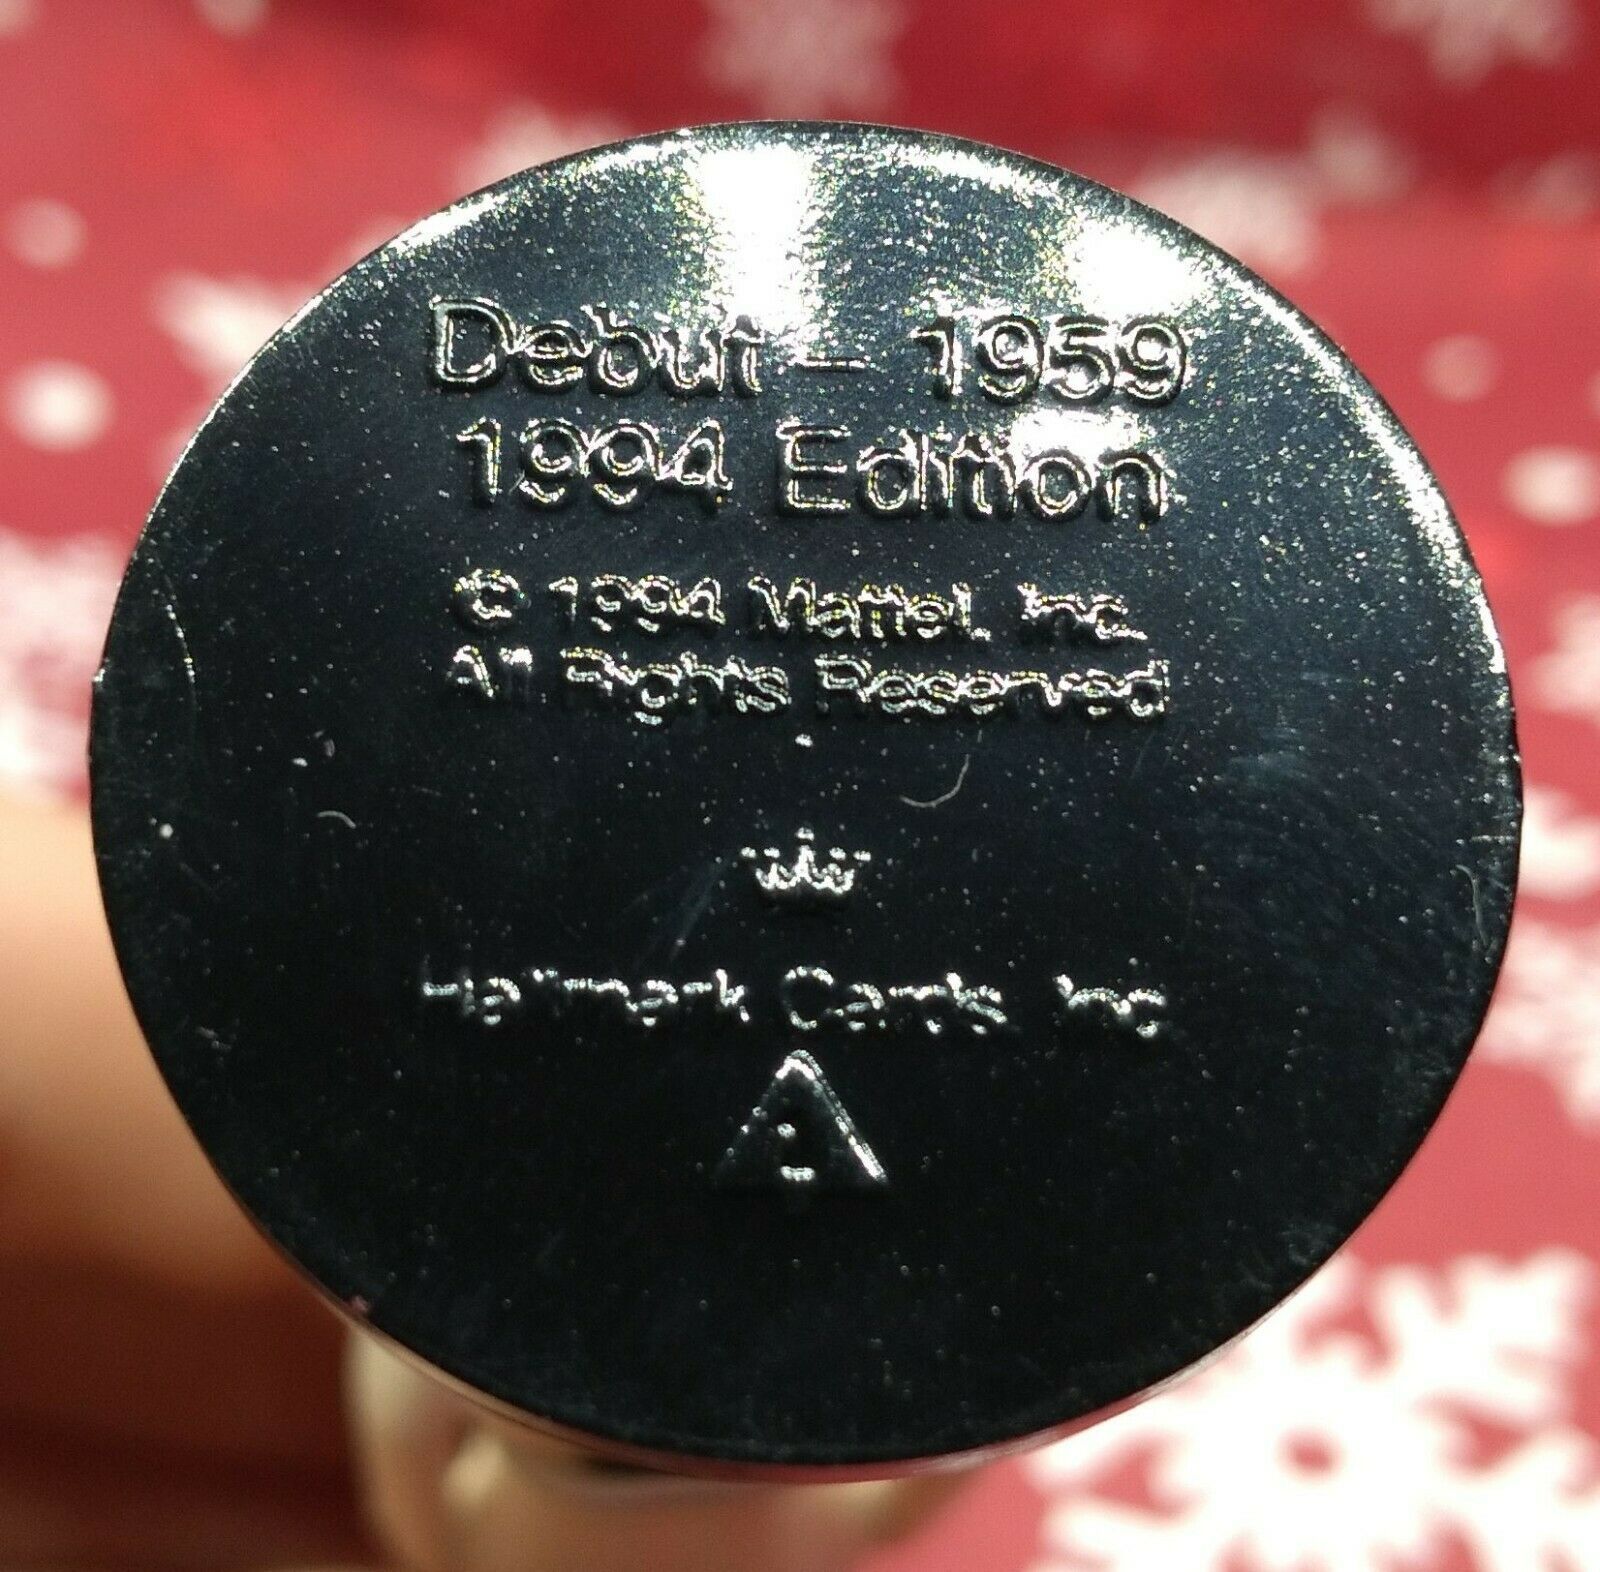 Debut – 1959
1994 Edition
© 1994 Mattel, Inc.
All Rights Reserved
Hallmark Cards, Inc.